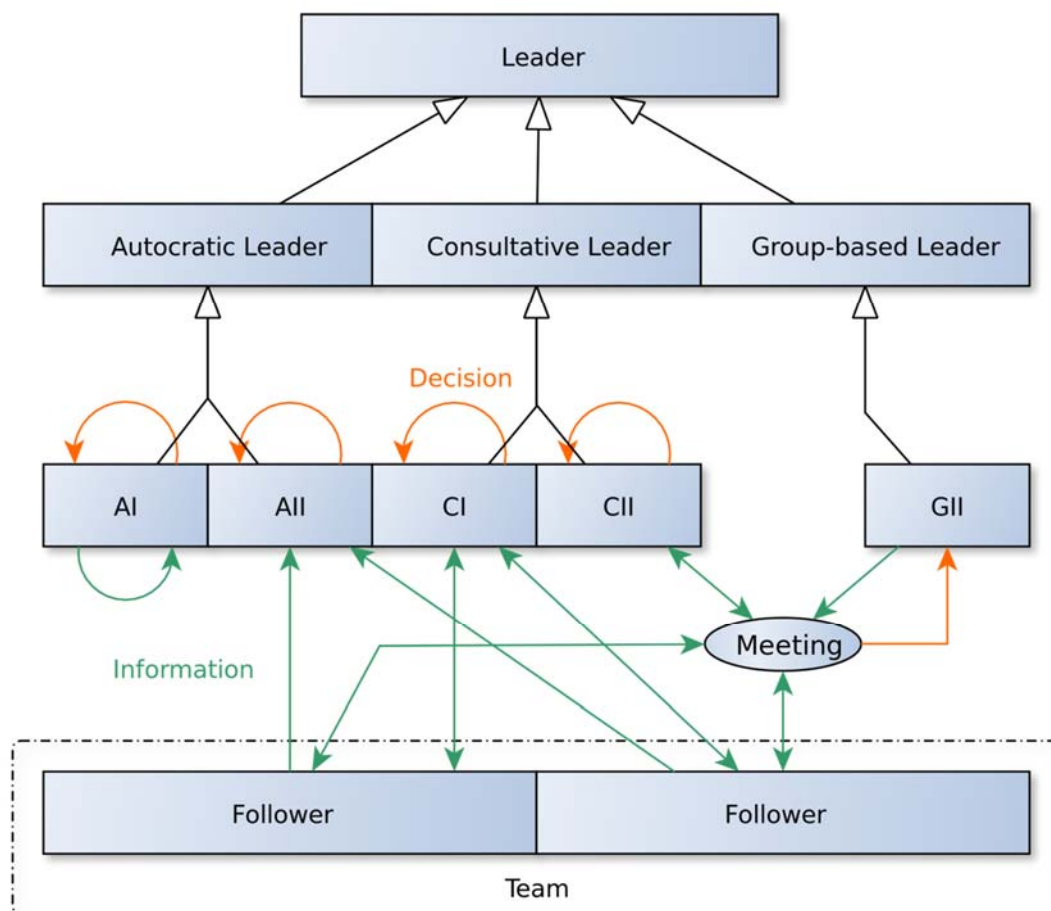 Leader
Autocratic Leader
Consultative Leader
Group-based Leader
Decision
AI
AII
CI
CII
GII
Meeting
Information
Follower
Follower
Team